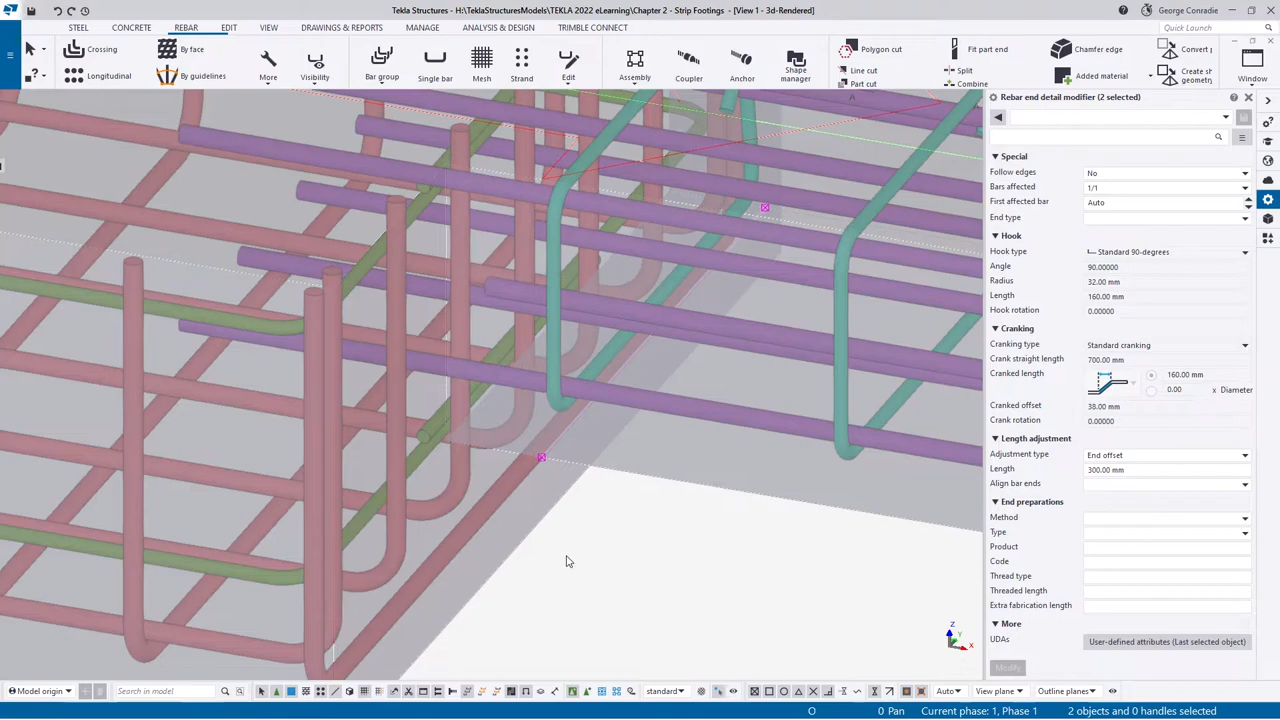 Tekla Structures - H:\TeklaStructuresModels\TEKLA 2022 eLearning\Chapter 2 - Strip Footings - [View 1 - 3d-Rendered]
George Conradie
STEEL CONCRETE REBAR EDIT VIEW DRAWINGS & REPORTS MANAGE ANALYSIS & DESIGN TRIMBLE CONNECT
Quick Launch
Crossing
Longitudinal
By face
By guidelines
More
Visibility
Bar group
Single bar
Mesh
Strand
Edit
Assembly
Coupler
Anchor
Shape manager
Polygon cut
Line cut
Part cut
Fit part end
Split
Combine
Chamfer edge
Added material
Convert
Create sh
geometry
Window
Rebar end detail modifier (2 selected)
Special
Follow edges No
Bars affected 1/1
First affected bar Auto
End type
Hook
Hook type Standard 90-degrees
Angle 90.00000
Radius 32.00 mm
Length 160.00 mm
Hook rotation 0.00000
Cranking
Cranking type Standard cranking
Crank straight length 700.00 mm
Cranked length 160.00 mm
0.00 x Diameter
Cranked offset 38.00 mm
Crank rotation 0.00000
Length adjustment
Adjustment type End offset
Length 300.00 mm
Align bar ends
End preparations
Method
Type
Product
Code
Thread type
Threaded length
Extra fabrication length
More
UDAs User-defined attributes (Last selected object)
Modify
Z
Y
X
Model origin
Search in model
standard
Auto
View plane
Outline planes
O 0 Pan Current phase: 1, Phase 1 2 objects and 0 handles selected